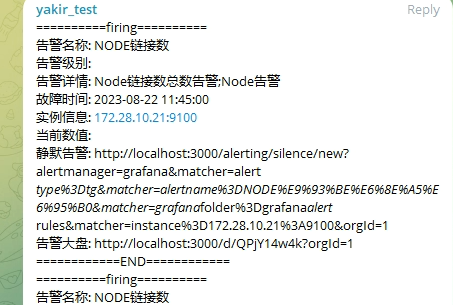 yakir_test
Reply
==========firing==========
告警名称: NODE链接数
告警级别:
告警详情: Node链接数总数告警;Node告警
故障时间: 2023-08-22 11:45:00
实例信息: 172.28.10.21:9100
当前数值:
静默告警: http://localhost:3000/alerting/silence/new?
alertmanager=grafana&matcher=alert
type%3Dtg&matcher=alertname%3DNODE%E9%93%BE%E6%8E%A5%E
6%95%B0&matcher=grafanafolder%3Dgrafanaalert
rules&matcher=instance%3D172.28.10.21%3A9100&orgId=1
告警大盘: http://localhost:3000/d/QPjY14w4k?orgId=1
============END============
==========firing==========
告警名称: NODE链接数